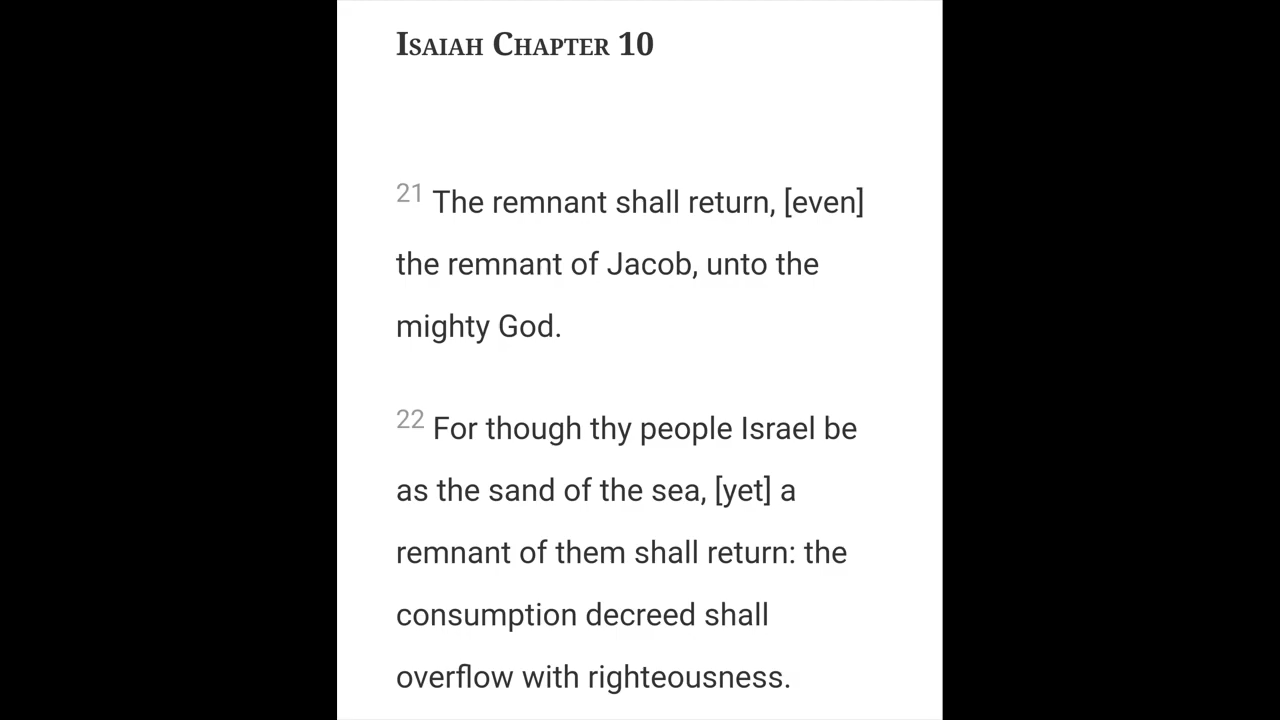 Isaiah Chapter 10
21 The remnant shall return, [even]
the remnant of Jacob, unto the
mighty God.
22 For though thy people Israel be
as the sand of the sea, [yet] a
remnant of them shall return: the
consumption decreed shall
overflow with righteousness.